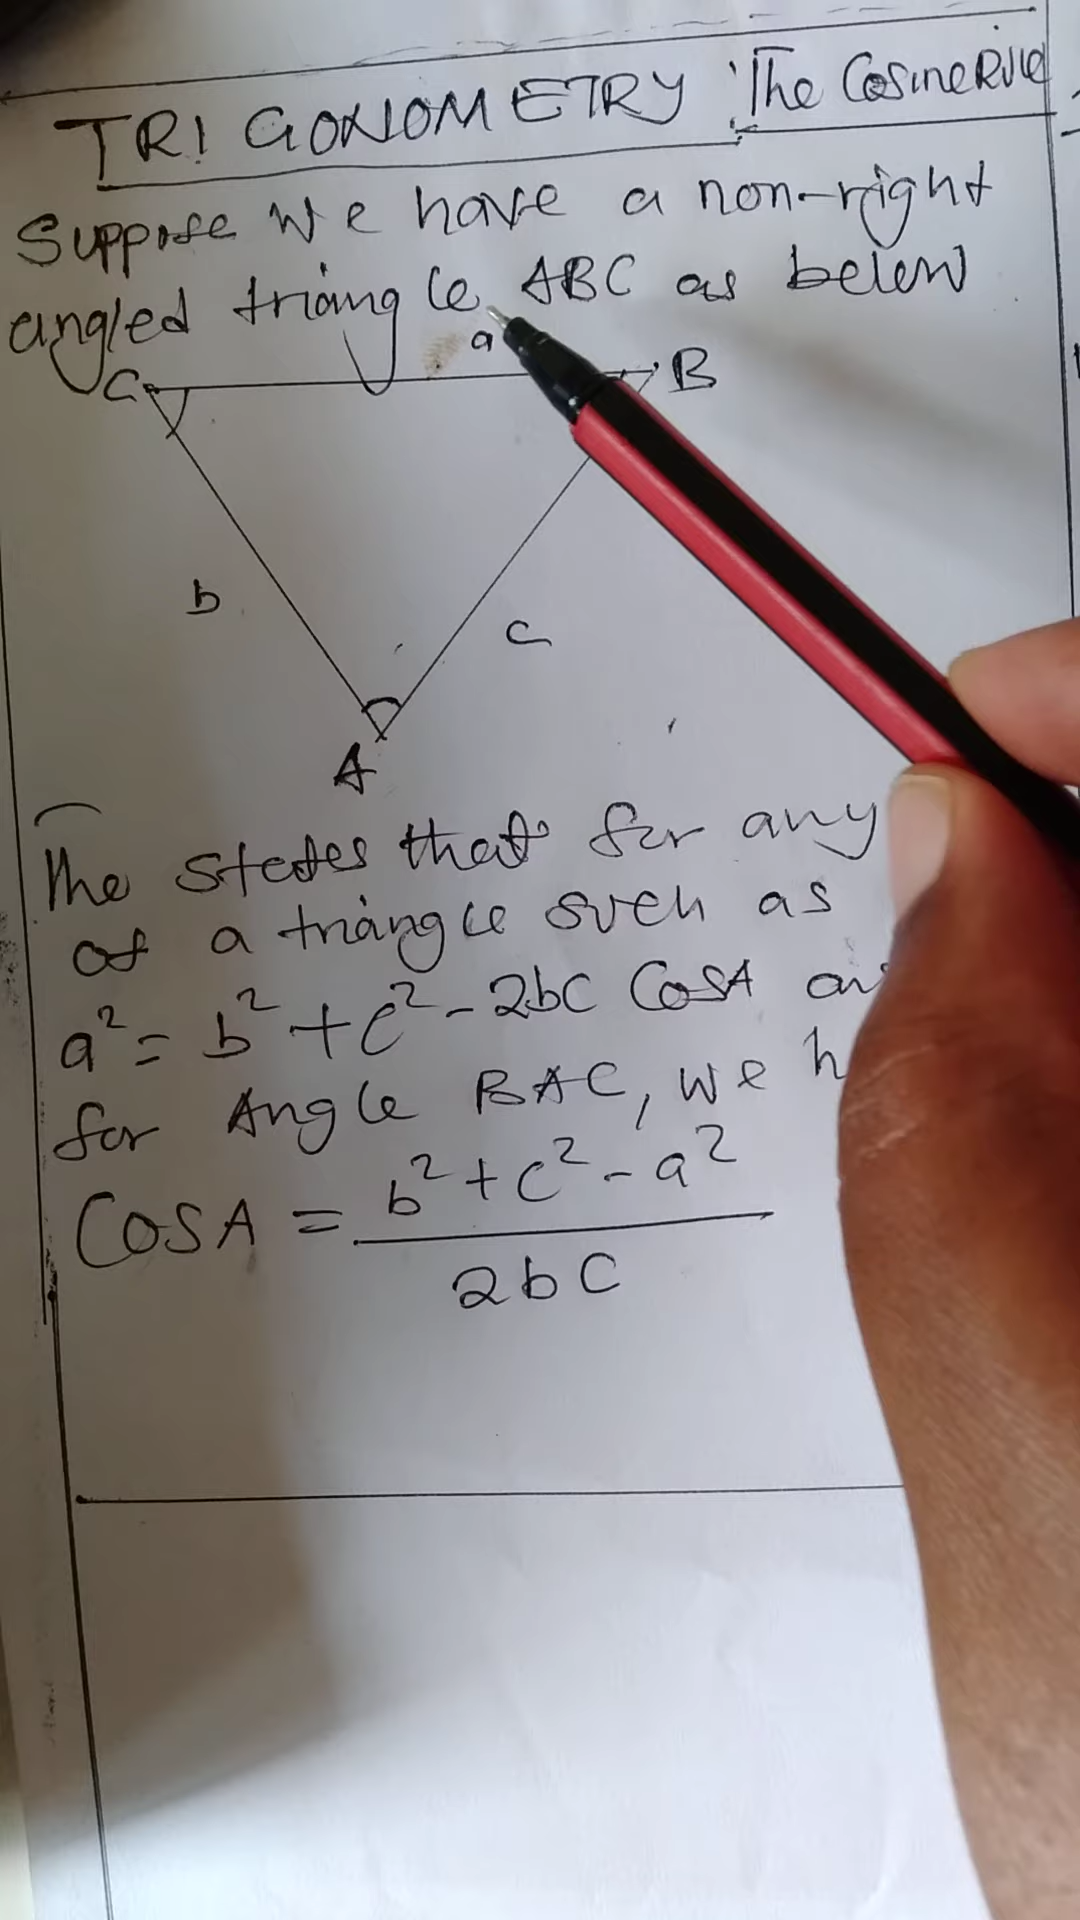 TRIGONOMETRY: The Cosine Rule
Suppose we have a non-right
angled triangle ABC as below
a
C
B
b
c
A
The states that for any
of a triangle such as
a² = b² + c² - 2bC CosA
for Angle BAC, we
CosA = b² + c² - a²
2bC